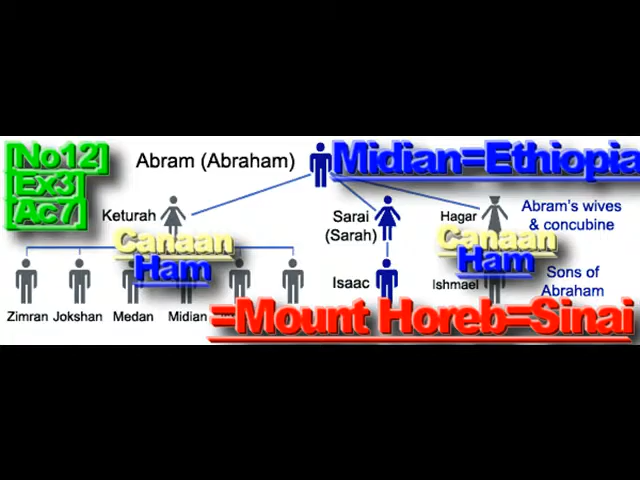 [No12]
[Ex3]
[Ac7]
Abram (Abraham)
Midian=Ethiopia
Keturah
Sarai
(Sarah)
Hagar
Abram's wives
& concubine
Canaan
Ham
Canaan
Ham
Isaac
Ishmael
Sons of
Abraham
Zimran Jokshan Medan Midian
=Mount Horeb=Sinai